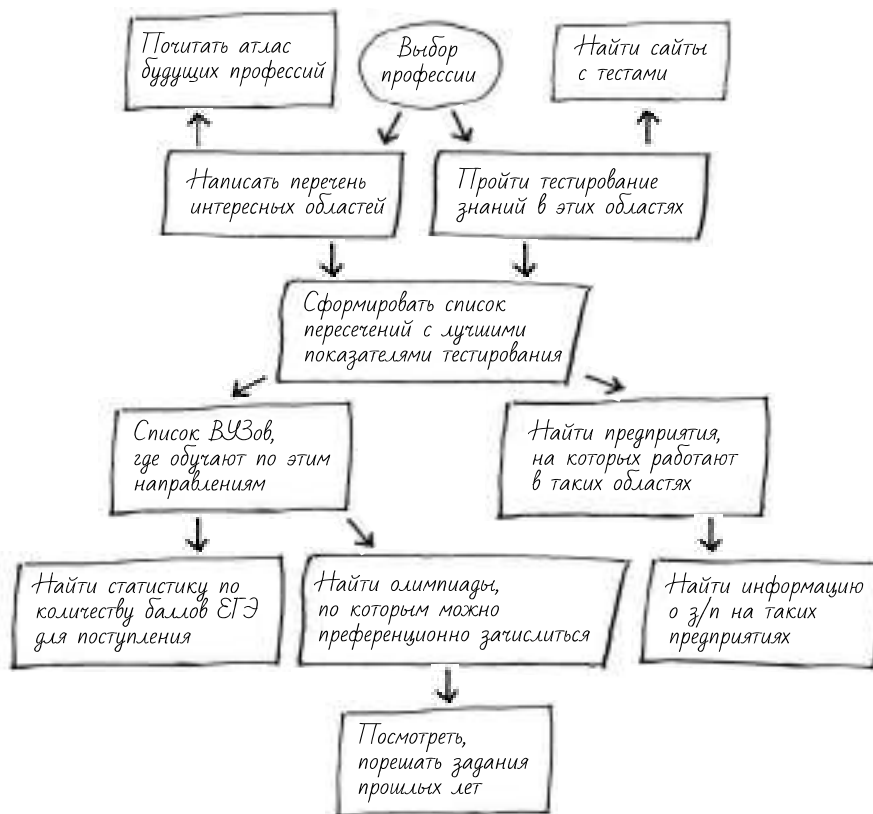 Почитать атлас
будущих профессий
Выбор
профессии
Найти сайты
с тестами
Написать перечень
интересных областей
Пройти тестирование
знаний в этих областях
Сформировать список
пересечений с лучшими
показателями тестирования
Список ВУЗов,
где обучают по этим
направлениям
Найти предприятия,
на которых работают
в таких областях
Найти статистику по
количеству баллов ЕГЭ
для поступления
Найти олимпиады,
по которым можно
преференционно зачислиться
Найти информацию
о з/п на таких
предприятиях
Посмотреть,
порешать задания
прошлых лет